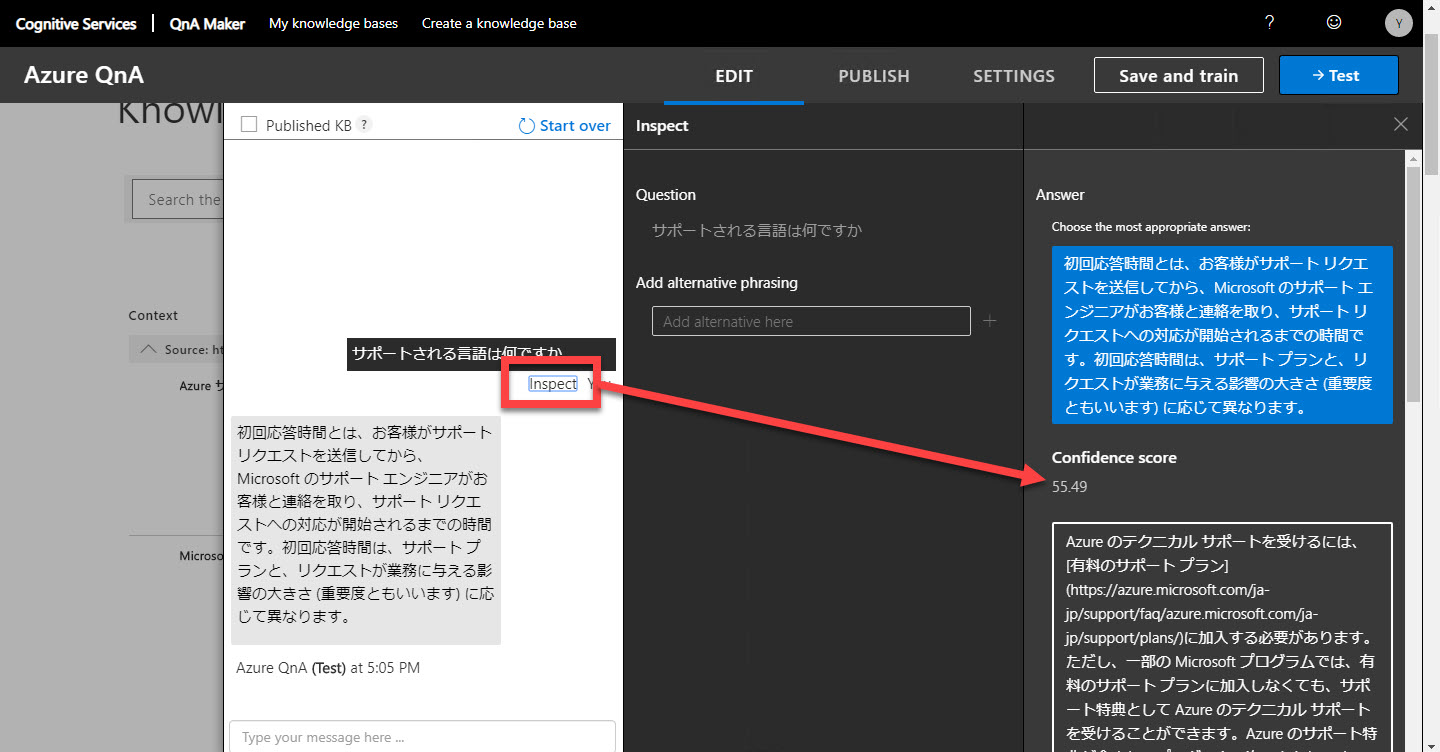 Cognitive Services | QnA Maker My knowledge bases Create a knowledge base ? Y
Azure QnA EDIT PUBLISH SETTINGS Save and train → Test
Knowl
Search the
Context
Source: ht
Azure サ
Microso
Published KB ?
Start over
サポートされる言語は何ですか
Inspect
初回応答時間とは、お客様がサポート
リクエストを送信してから、
Microsoft のサポート エンジニアがお
客様と連絡を取り、サポート リクエ
ストへの対応が開始されるまでの時間
です。初回応答時間は、サポート プ
ランと、リクエストが業務に与える影
響の大きさ (重要度ともいいます) に応
じて異なります。
Azure QnA (Test) at 5:05 PM
Type your message here ...
Inspect
Question
サポートされる言語は何ですか
Add alternative phrasing
Add alternative here
Answer
Choose the most appropriate answer:
初回応答時間とは、お客様がサポート リクエ
ストを送信してから、Microsoft のサポート エ
ンジニアがお客様と連絡を取り、サポート リ
クエストへの対応が開始されるまでの時間で
す。初回応答時間は、サポート プランと、リ
クエストが業務に与える影響の大きさ (重要度
ともいいます) に応じて異なります。
Confidence score
55.49
Azure のテクニカル サポートを受けるには、
[有料のサポート プラン]
(https://azure.microsoft.com/ja-
jp/support/faq/azure.microsoft.com/ja-
jp/support/plans/)に加入する必要があります。
ただし、一部の Microsoft プログラムでは、有
料のサポート プランに加入しなくても、サポ
ート特典として Azure のテクニカル サポート
を受けることができます。Azure のサポート特